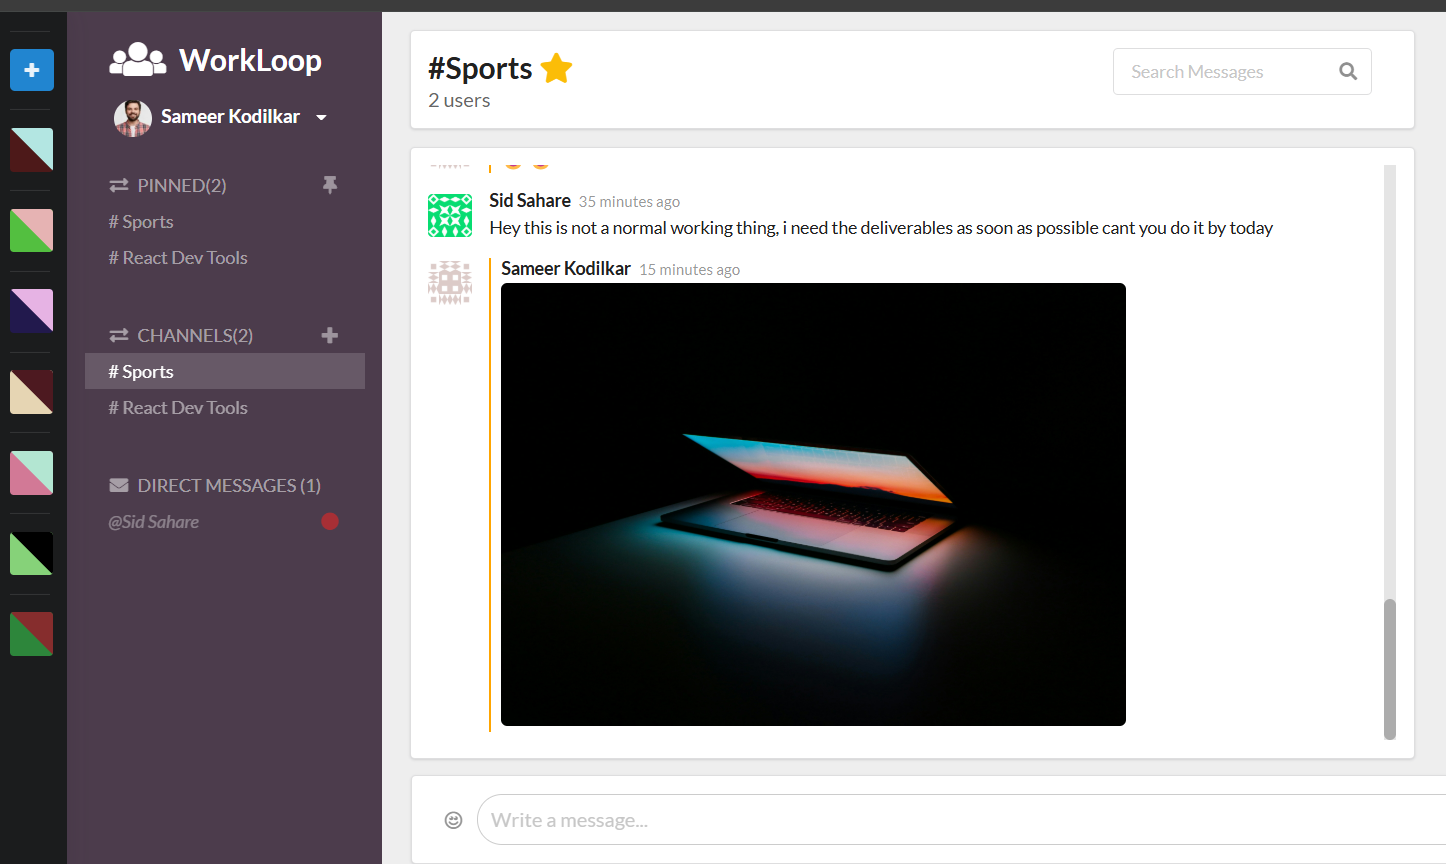 WorkLoop
Sameer Kodilkar
PINNED(2)
# Sports
# React Dev Tools
CHANNELS(2)
# Sports
# React Dev Tools
DIRECT MESSAGES (1)
@Sid Sahare
#Sports
2 users
Search Messages
Sid Sahare 35 minutes ago
Hey this is not a normal working thing, i need the deliverables as soon as possible cant you do it by today
Sameer Kodilkar 15 minutes ago
Write a message...